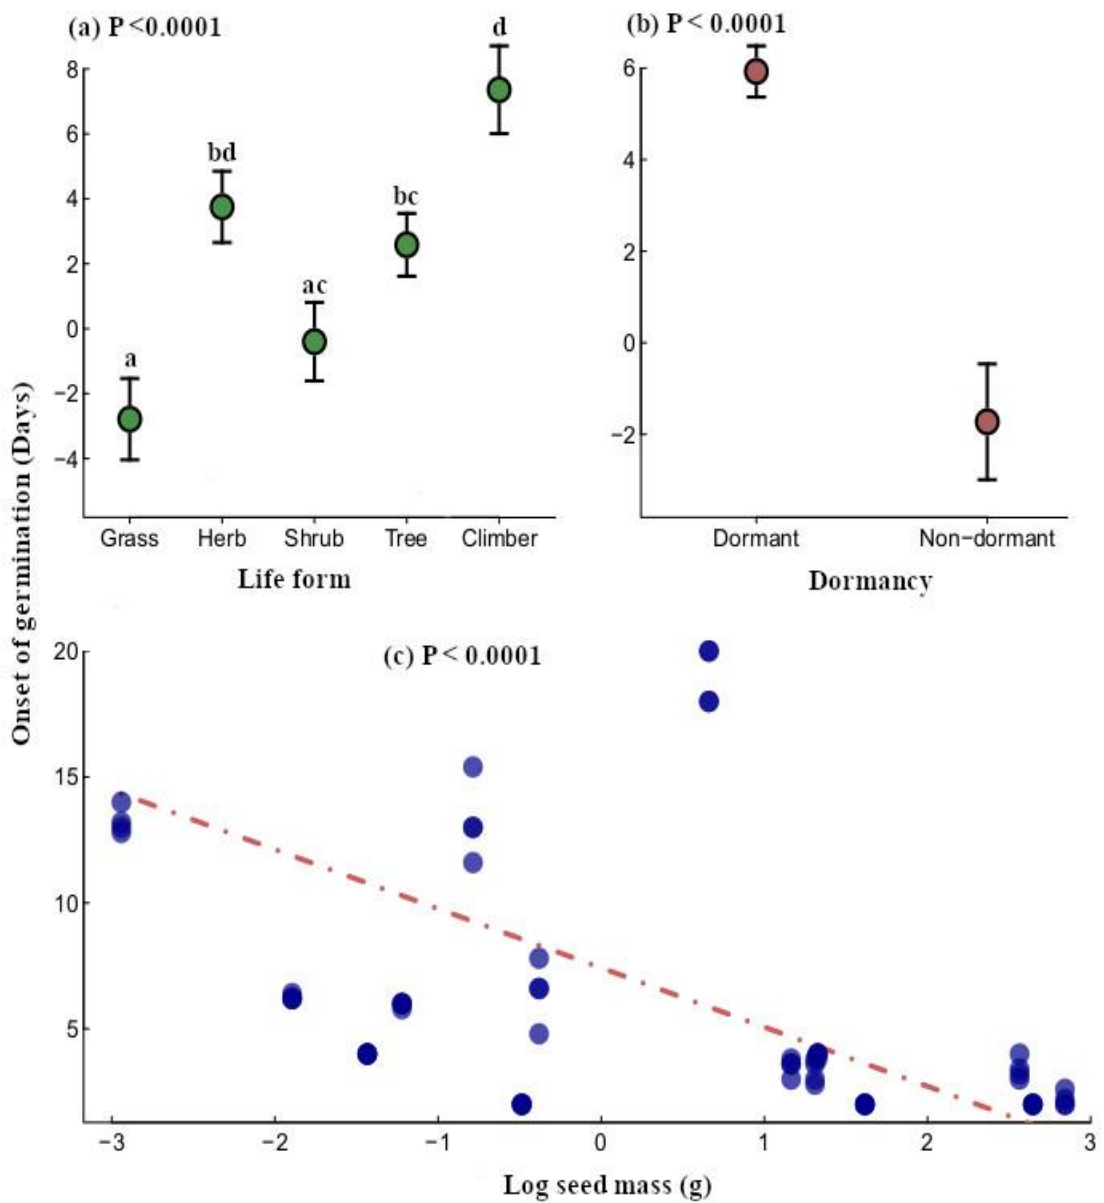 (a) P <0.0001
8
6
4
2
0
−2
−4
a
bd
ac
bc
d
Grass Herb Shrub Tree Climber
Life form
(b) P < 0.0001
6
4
2
0
−2
Dormant Non−dormant
Dormancy
Onset of germination (Days)
(c) P < 0.0001
20
15
10
5
−3 −2 −1 0 1 2 3
Log seed mass (g)